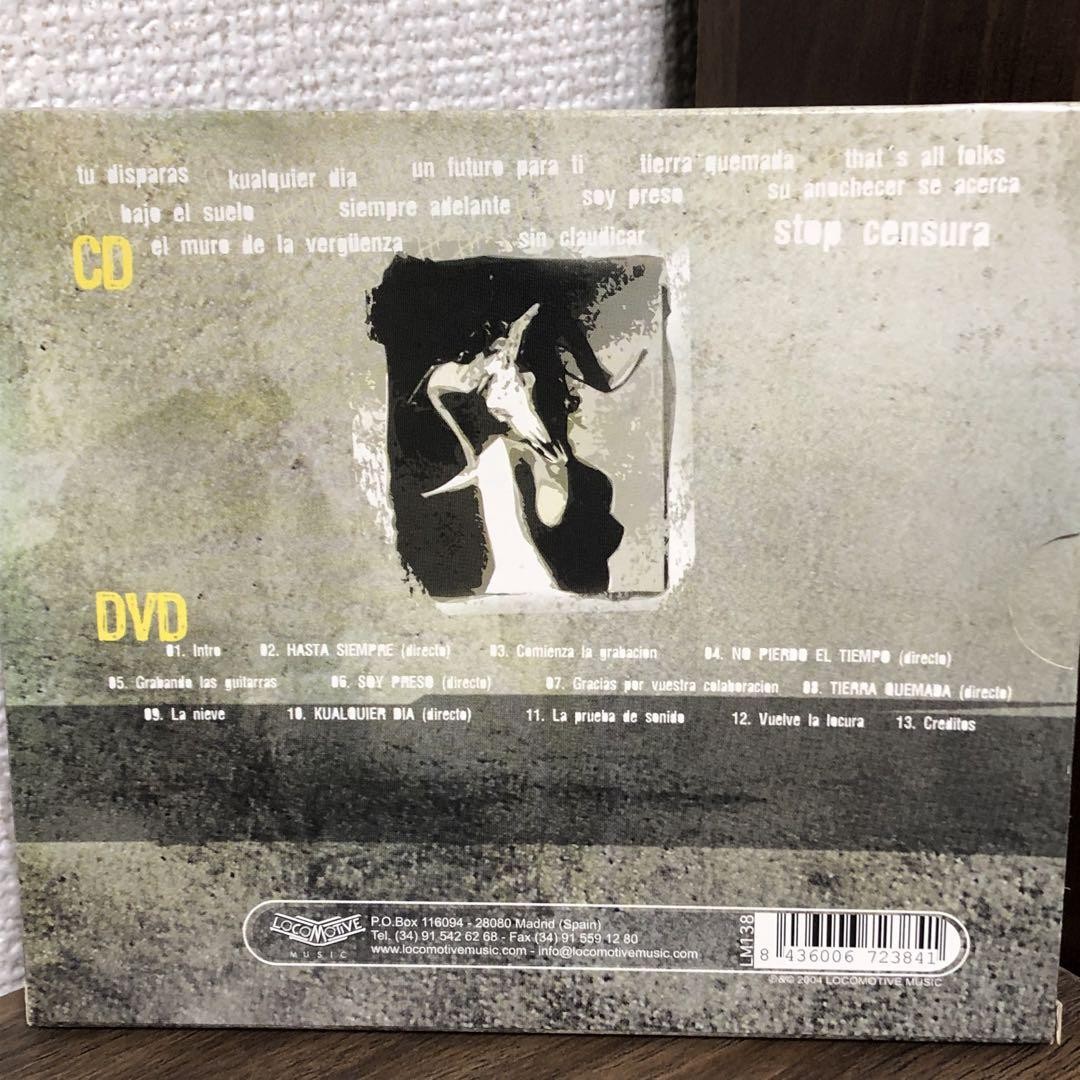 tu disparas kualquier dia un futuro para ti tierra quemada that's all folks
bajo el suelo siempre adelante soy preso su anochecer se acerca
CD el muro de la vergüenza sin claudicar stop censura
DVD
01. Intro 02. HASTA SIEMPRE (directo) 03. Comienza la grabacion 04. NO PIERDO EL TIEMPO (directo)
05. Grabando las guitarras 06. SOY PRESO (directo) 07. Gracias por vuestra colaboracion 08. TIERRA QUEMADA (directo)
09. La nieve 10. KUALQUIER DIA (directo) 11. La prueba de sonido 12. Vuelve la locura 13. Creditos
LOCOMOTIVE
MUSIC
P.O.Box 116094 - 28080 Madrid (Spain)
Tel. (34) 91 542 62 68 - Fax (34) 91 559 12 80
www.locomotivemusic.com - info@locomotivemusic.com
LM138
8 436006 723841
℗&© 2004 LOCOMOTIVE MUSIC